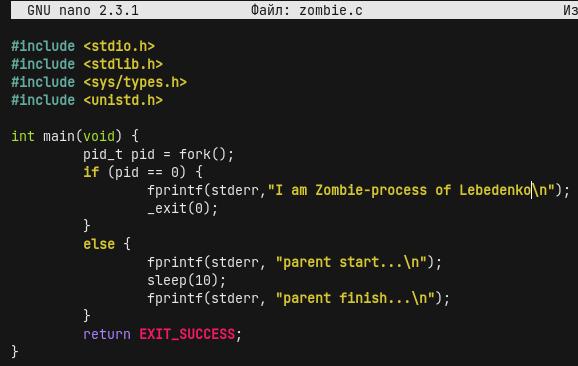 GNU nano 2.3.1 Файл: zombie.c Из
#include <stdio.h>
#include <stdlib.h>
#include <sys/types.h>
#include <unistd.h>
int main(void) {
        pid_t pid = fork();
        if (pid == 0) {
                fprintf(stderr,"I am Zombie-process of Lebedenko\n");
                _exit(0);
        }
        else {
                fprintf(stderr, "parent start...\n");
                sleep(10);
                fprintf(stderr, "parent finish...\n");
        }
        return EXIT_SUCCESS;
}